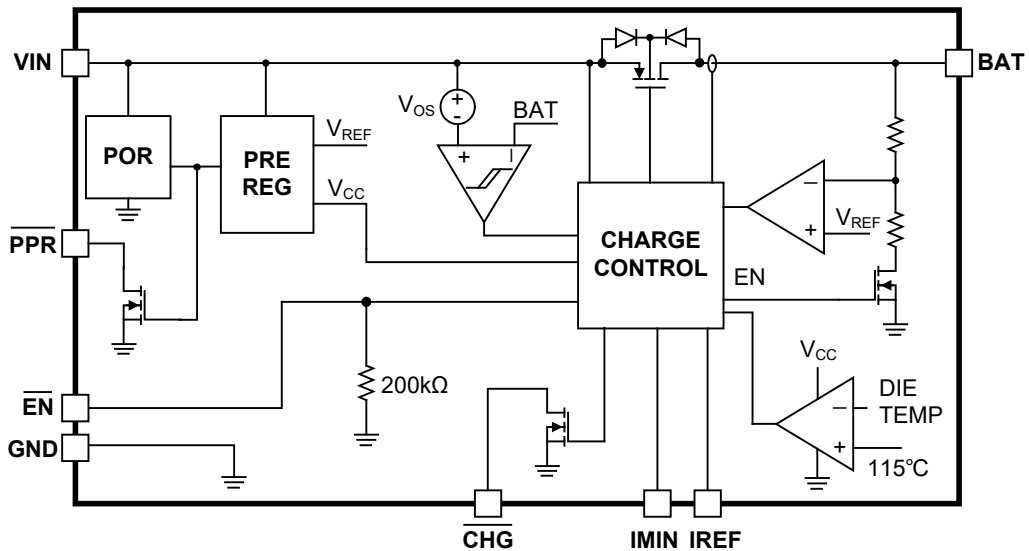 VIN
BAT
V_OS
+
-
BAT
POR
PRE
REG
V_REF
V_CC
+
−
−
+
V_REF
PPR
CHARGE
CONTROL
EN
200kΩ
V_CC
−
DIE
TEMP
+
115℃
EN
GND
CHG
IMIN
IREF